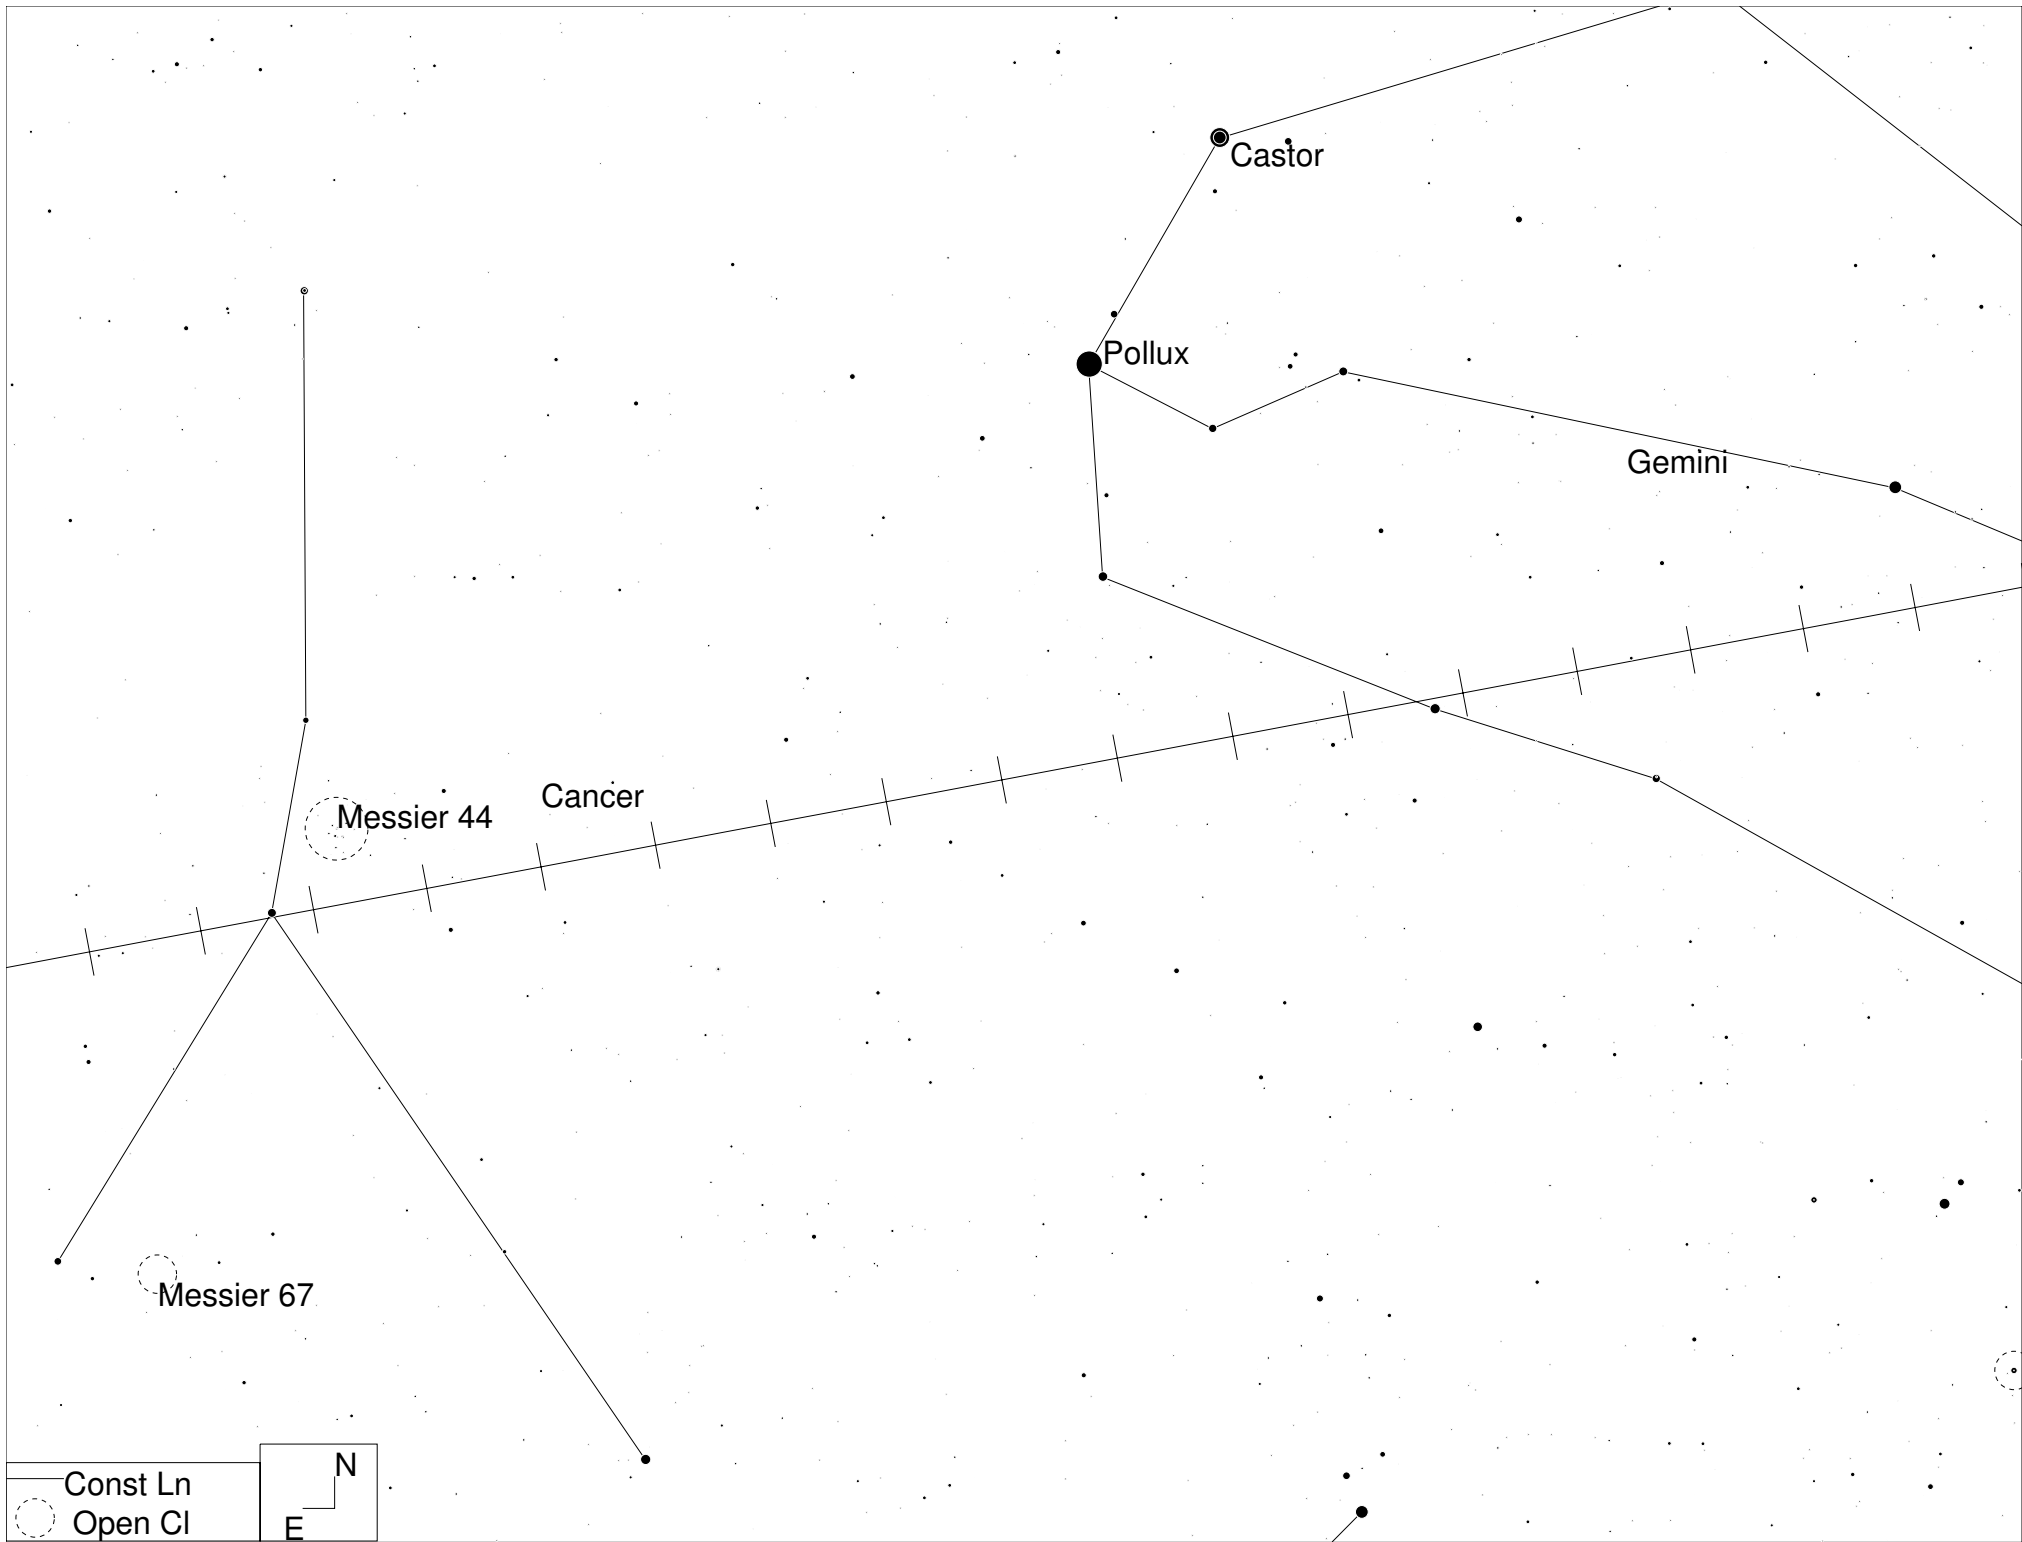 Castor
Pollux
Gemini
Cancer
Messier 44
Messier 67
Const Ln
Open Cl
N
E